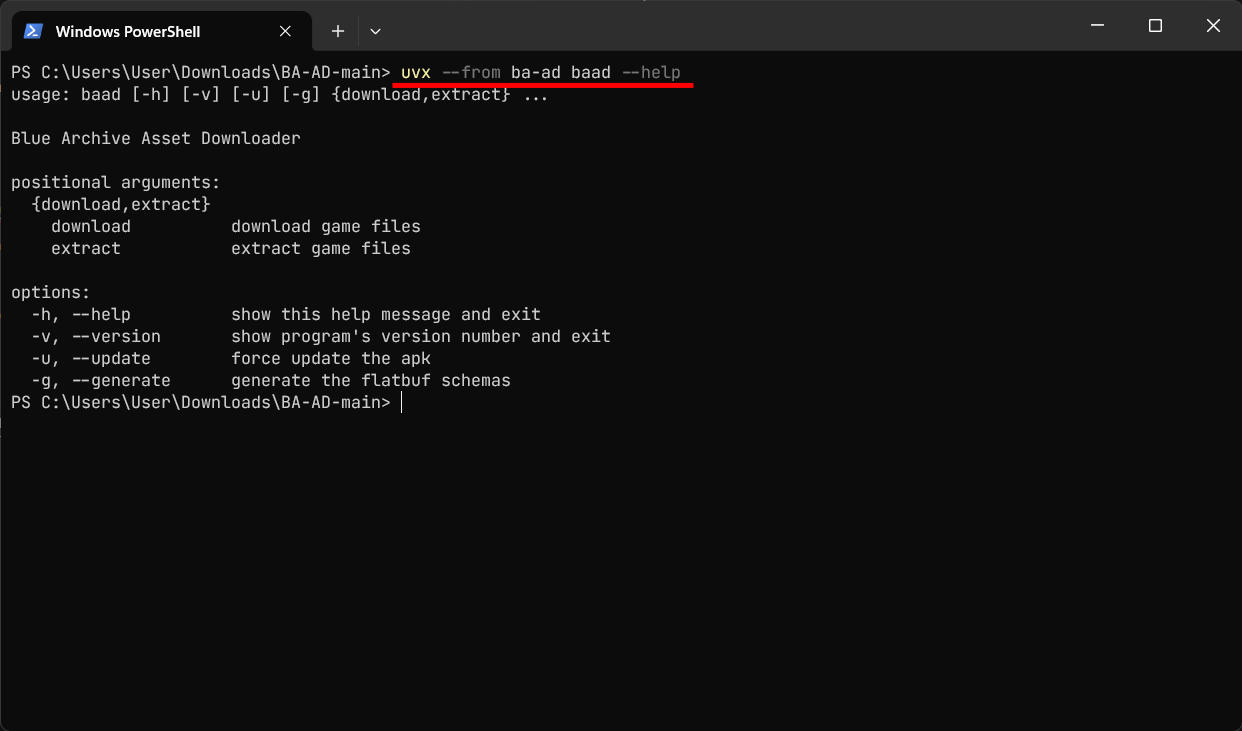 Windows PowerShell
PS C:\Users\User\Downloads\BA-AD-main> uvx --from ba-ad baad --help
usage: baad [-h] [-v] [-u] [-g] {download,extract} ...
Blue Archive Asset Downloader
positional arguments:
{download,extract}
download download game files
extract extract game files
options:
-h, --help show this help message and exit
-v, --version show program's version number and exit
-u, --update force update the apk
-g, --generate generate the flatbuf schemas
PS C:\Users\User\Downloads\BA-AD-main>